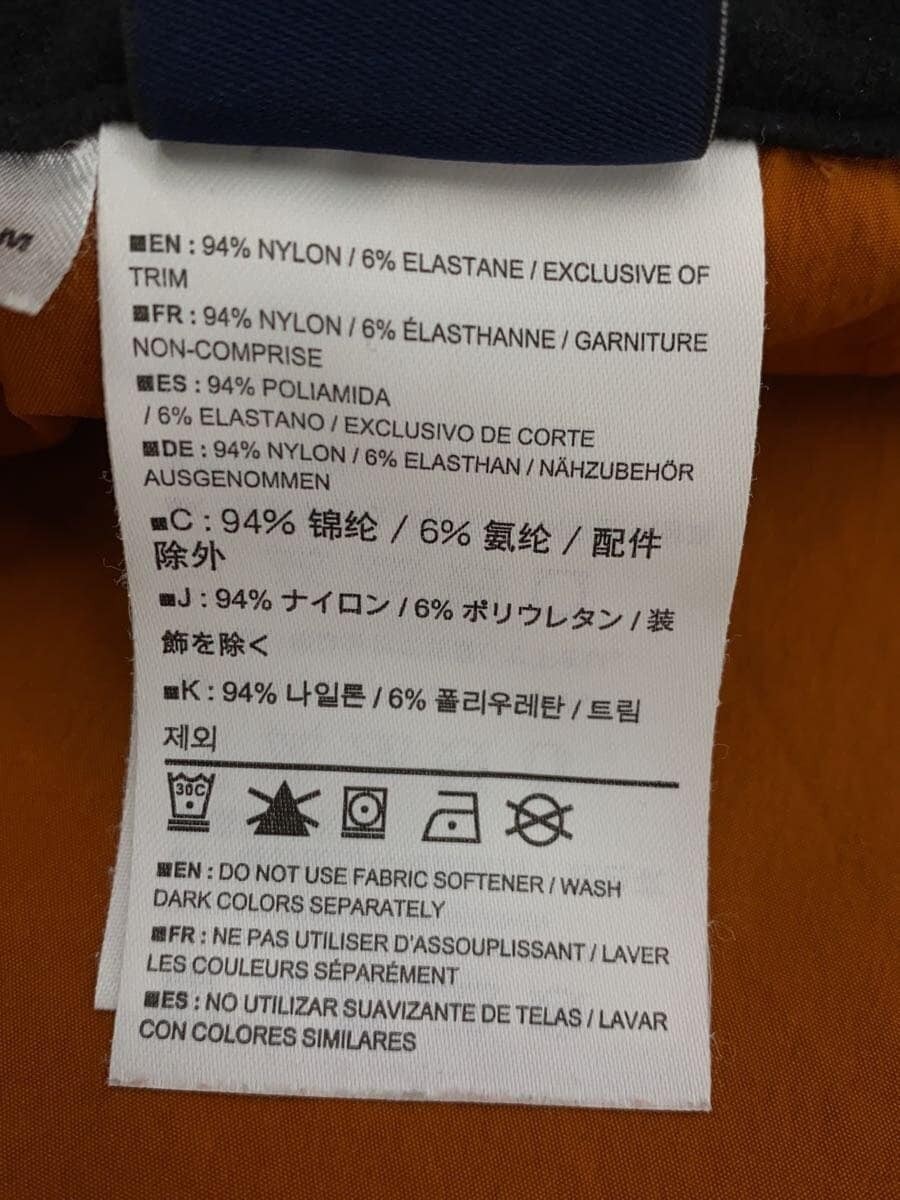 M
EN : 94% NYLON / 6% ELASTANE / EXCLUSIVE OF
TRIM
FR : 94% NYLON / 6% ÉLASTHANNE / GARNITURE
NON-COMPRISE
ES : 94% POLIAMIDA
/ 6% ELASTANO / EXCLUSIVO DE CORTE
DE : 94% NYLON / 6% ELASTHAN / NÄHZUBEHÖR
AUSGENOMMEN
C : 94% 锦纶 / 6% 氨纶 / 配件
除外
J : 94% ナイロン / 6% ポリウレタン / 装
飾を除く
K : 94% 나일론 / 6% 폴리우레탄 / 트림
제외
30C
EN : DO NOT USE FABRIC SOFTENER / WASH
DARK COLORS SEPARATELY
FR : NE PAS UTILISER D'ASSOUPLISSANT / LAVER
LES COULEURS SÉPARÉMENT
ES : NO UTILIZAR SUAVIZANTE DE TELAS / LAVAR
CON COLORES SIMILARES